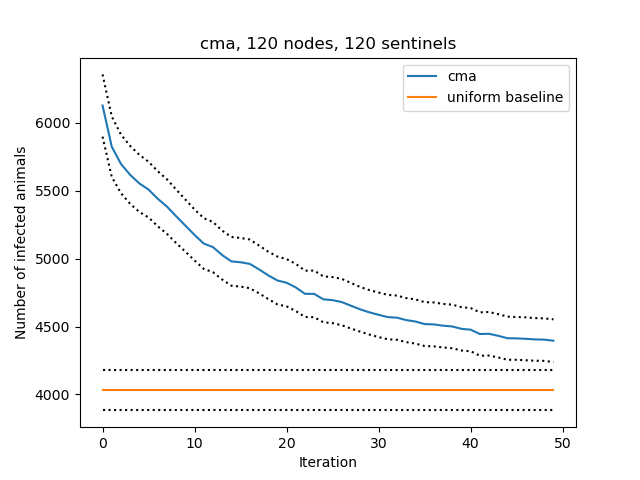 cma, 120 nodes, 120 sentinels
cma
uniform baseline
Number of infected animals
6000
5500
5000
4500
4000
0 10 20 30 40 50
Iteration